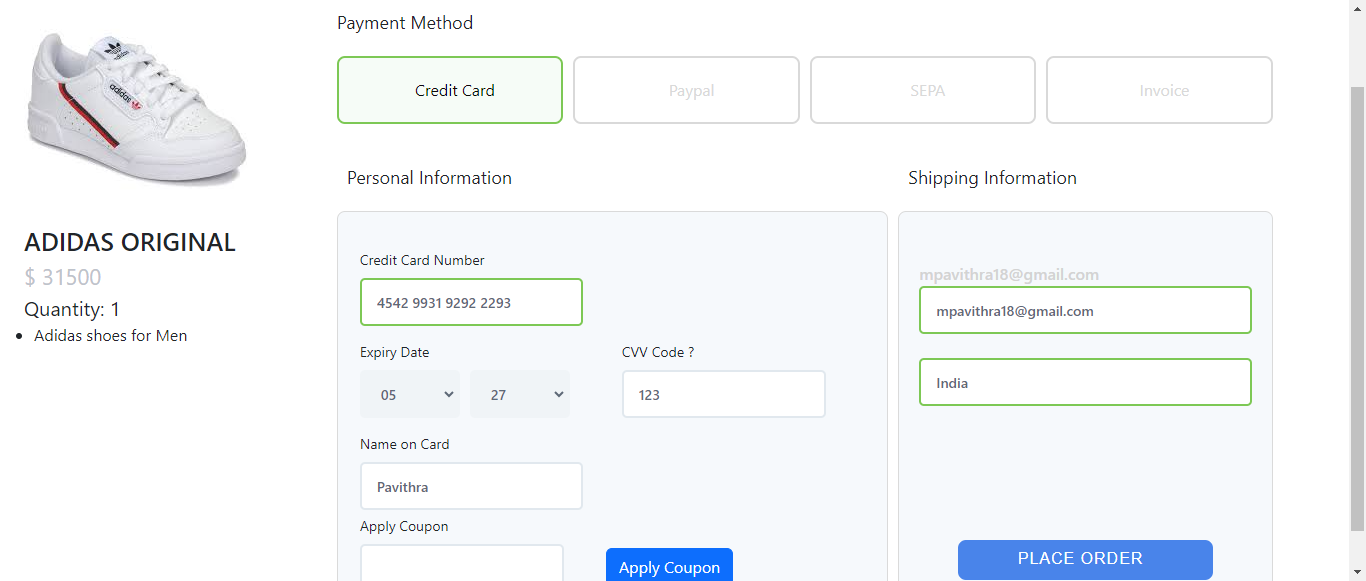 Payment Method
Credit Card
Paypal
SEPA
Invoice
adidas
adidas
ADIDAS ORIGINAL
$ 31500
Quantity: 1
Adidas shoes for Men
Personal Information
Credit Card Number
4542 9931 9292 2293
Expiry Date
CVV Code ?
05
27
123
Name on Card
Pavithra
Apply Coupon
Apply Coupon
Shipping Information
mpavithra18@gmail.com
mpavithra18@gmail.com
India
PLACE ORDER